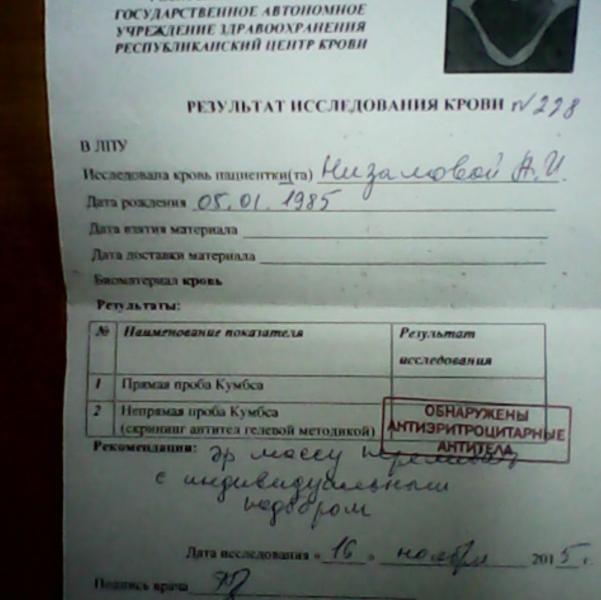 ГОСУДАРСТВЕННОЕ АВТОНОМНОЕ
УЧРЕЖДЕНИЕ ЗДРАВООХРАНЕНИЯ
РЕСПУБЛИКАНСКИЙ ЦЕНТР КРОВИ
РЕЗУЛЬТАТ ИССЛЕДОВАНИЯ КРОВИ №228
В ЛПУ
Исследована кровь пациентки(та) Низамовой А.И.
Дата рождения 05.01.1985
Дата взятия материала
Дата доставки материала
Биоматериал кровь
Результаты:
№ Наименование показателя Результат исследования
1 Прямая проба Кумбса
2 Непрямая проба Кумбса
(скрининг антител гелевой методикой)
ОБНАРУЖЕНЫ
АНТИЭРИТРОЦИТАРНЫЕ
АНТИТЕЛА
Рекомендации: эр массу переливать
с индивидуальным
подбором
Дата исследования «16» ноября 2015 г.
Подпись врача